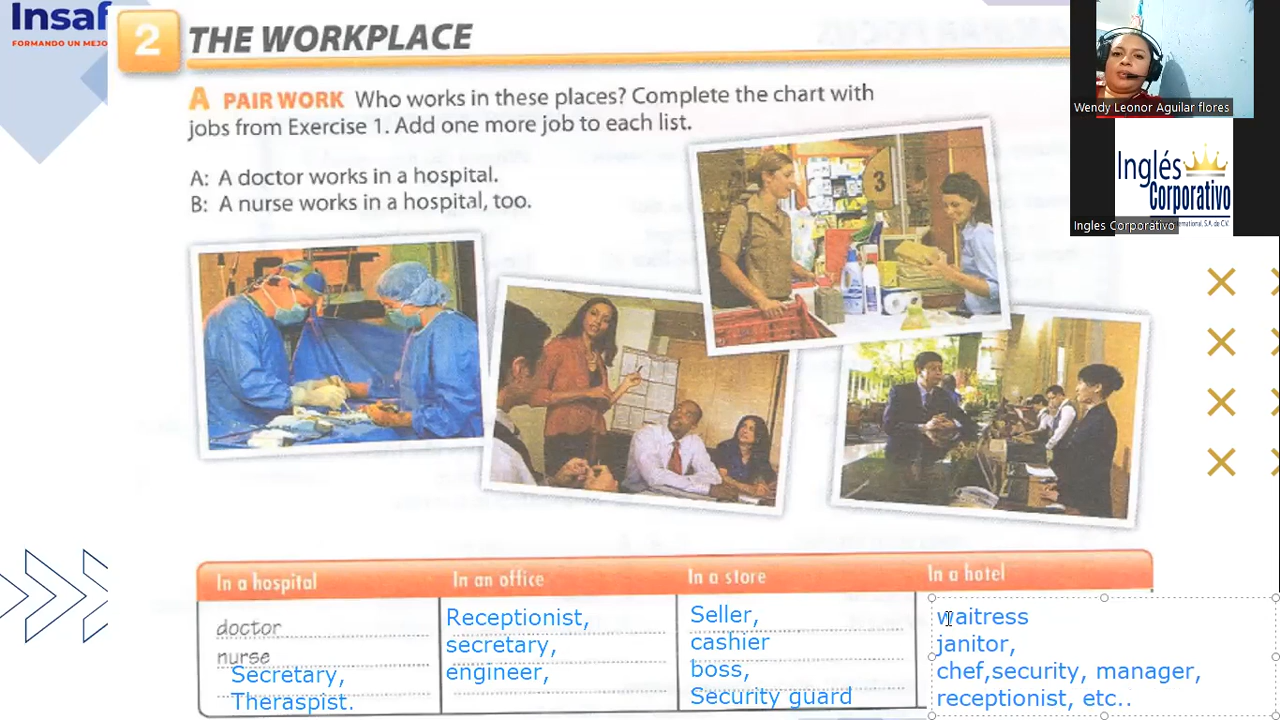 Insaf
FORMANDO UN MEJO
2 THE WORKPLACE
A PAIR WORK Who works in these places? Complete the chart with
jobs from Exercise 1. Add one more job to each list.
A: A doctor works in a hospital.
B: A nurse works in a hospital, too.
3
Wendy Leonor Aguilar flores
Inglés
Corporativo
International, S.A. de C.V.
Ingles Corporativo
In a hospital
doctor
nurse
Secretary,
Theraspist.
In an office
Receptionist,
secretary,
engineer,
In a store
Seller,
cashier
boss,
Security guard
In a hotel
waitress
janitor,
chef,security, manager,
receptionist, etc..